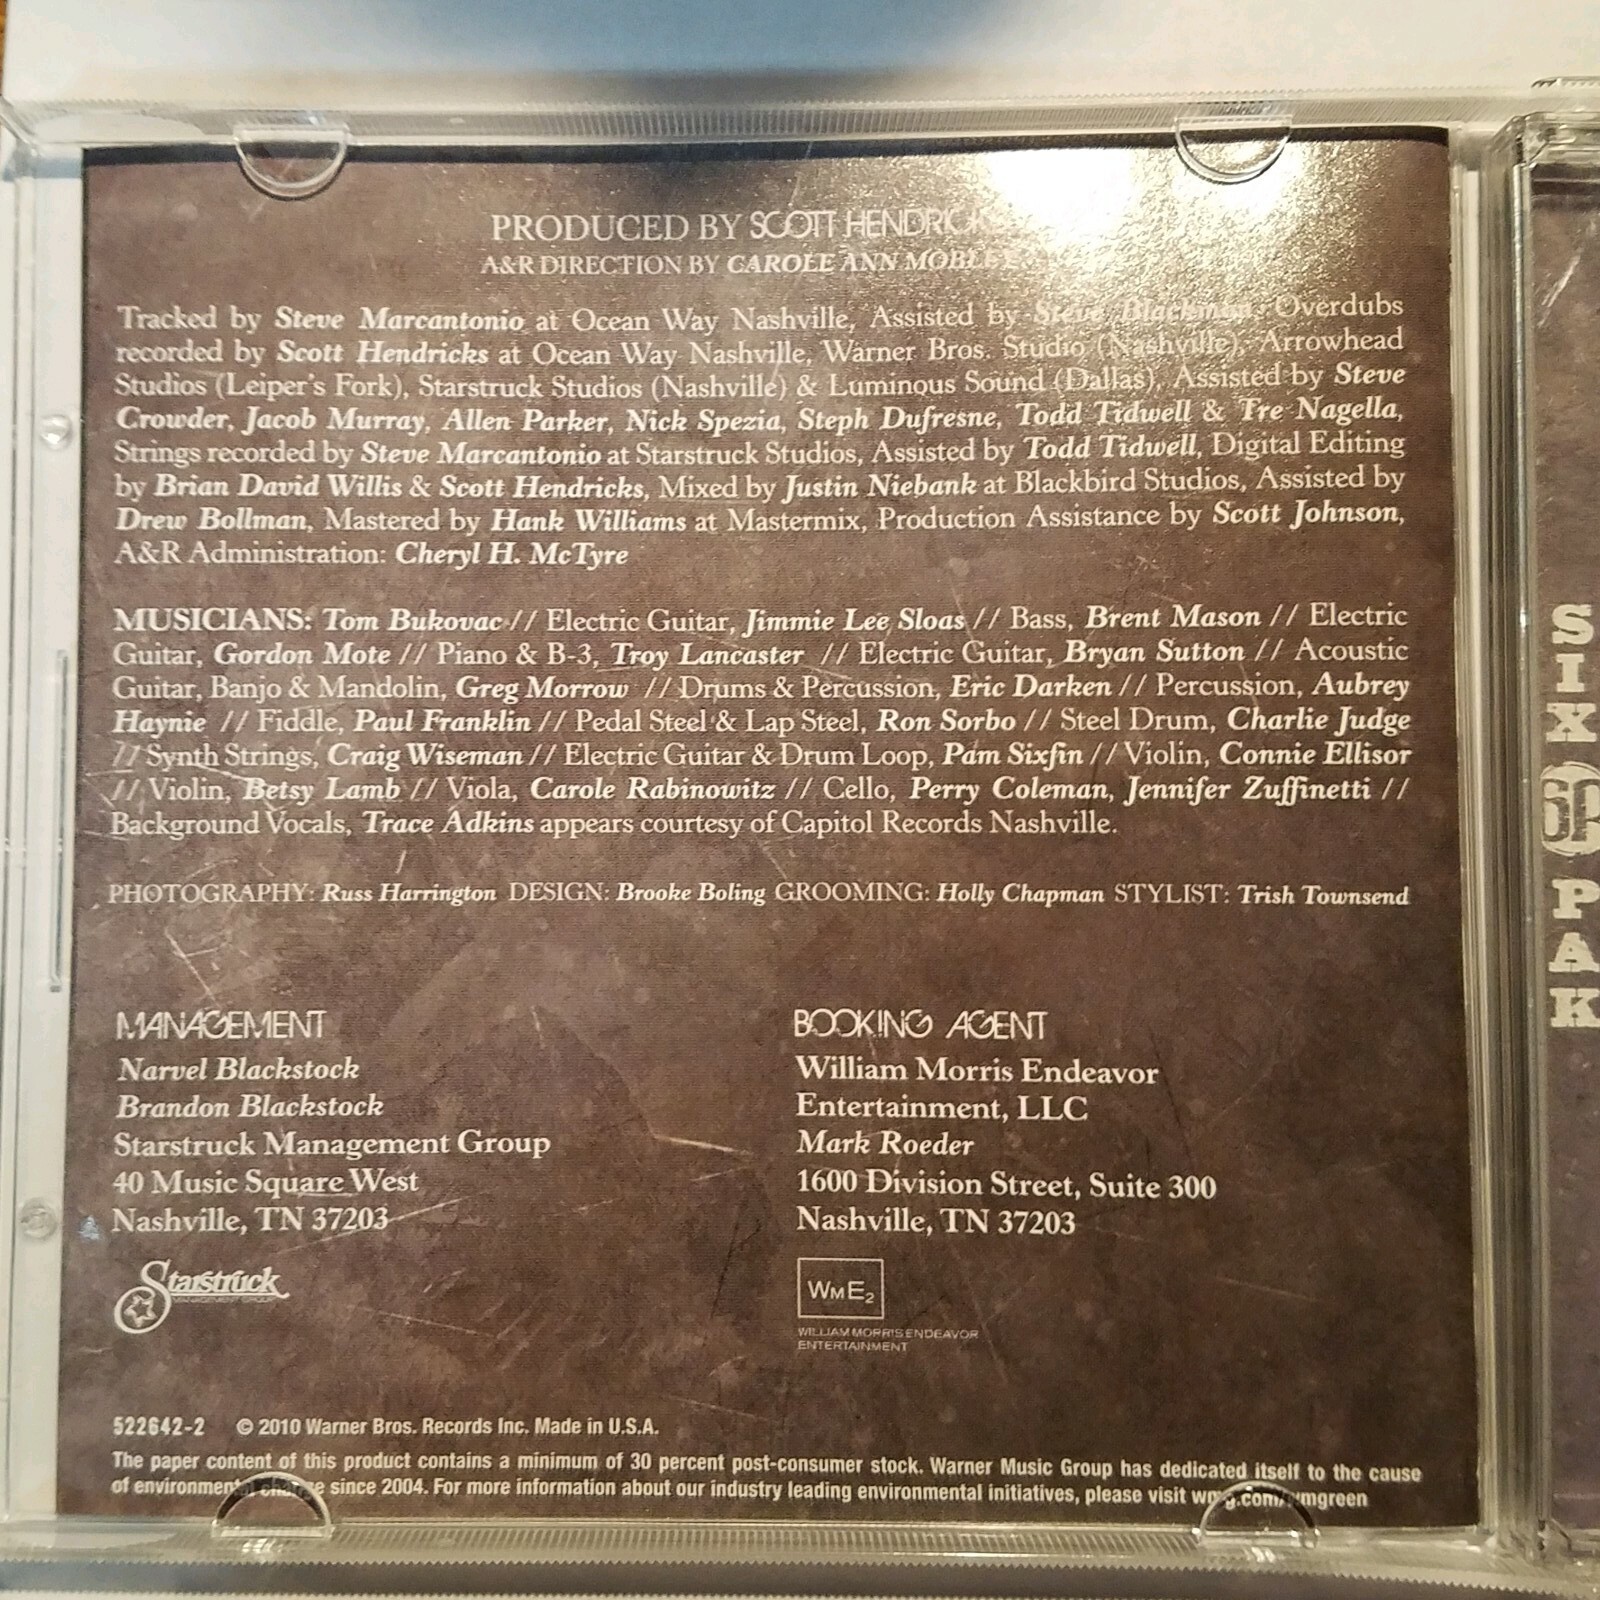 PRODUCED BY SCOTT
A&R DIRECTION BY CAROLE ANN
Tracked by Steve Marcantonio at Ocean Way Nashville, Assisted by Steve Blackmon, Overdubs
recorded by Scott Hendricks at Ocean Way Nashville, Warner Bros. Studio (Nashville), Arrowhead
Studios (Leiper's Fork), Starstruck Studios (Nashville) & Luminous Sound (Dallas), Assisted by Steve
Crowder, Jacob Murray, Allen Parker, Nick Spezia, Steph Dufresne, Todd Tidwell & Tre Nagella,
Strings recorded by Steve Marcantonio at Starstruck Studios, Assisted by Todd Tidwell, Digital Editing
by Brian David Willis & Scott Hendricks, Mixed by Justin Niebank at Blackbird Studios, Assisted by
Drew Bollman, Mastered by Hank Williams at Mastermix, Production Assistance by Scott Johnson,
A&R Administration: Cheryl H. McTyre
MUSICIANS: Tom Bukovac // Electric Guitar, Jimmie Lee Sloas // Bass, Brent Mason // Electric
Guitar, Gordon Mote // Piano & B-3, Troy Lancaster // Electric Guitar, Bryan Sutton // Acoustic
Guitar, Banjo & Mandolin, Greg Morrow // Drums & Percussion, Eric Darken // Percussion, Aubrey
Haynie // Fiddle, Paul Franklin // Pedal Steel & Lap Steel, Ron Sorbo // Steel Drum, Charlie Judge
// Synth Strings, Craig Wiseman // Electric Guitar & Drum Loop, Pam Sixfin // Violin, Connie Ellisor
// Violin, Betsy Lamb // Viola, Carole Rabinowitz // Cello, Perry Coleman, Jennifer Zuffinetti //
Background Vocals, Trace Adkins appears courtesy of Capitol Records Nashville.
PHOTOGRAPHY: Russ Harrington DESIGN: Brooke Boling GROOMING: Holly Chapman STYLIST: Trish Townsend
MANAGEMENT
Narvel Blackstock
Brandon Blackstock
Starstruck Management Group
40 Music Square West
Nashville, TN 37203
Starstruck
MANAGEMENT GROUP
BOOKING AGENT
William Morris Endeavor
Entertainment, LLC
Mark Roeder
1600 Division Street, Suite 300
Nashville, TN 37203
WME2
WILLIAM MORRIS ENDEAVOR
ENTERTAINMENT
522642-2 © 2010 Warner Bros. Records Inc. Made in U.S.A.
The paper content of this product contains a minimum of 30 percent post-consumer stock. Warner Music Group has dedicated itself to the cause
of environmental change since 2004. For more information about our industry leading environmental initiatives, please visit wmg.com/wmgreen
SIX 6P PAK